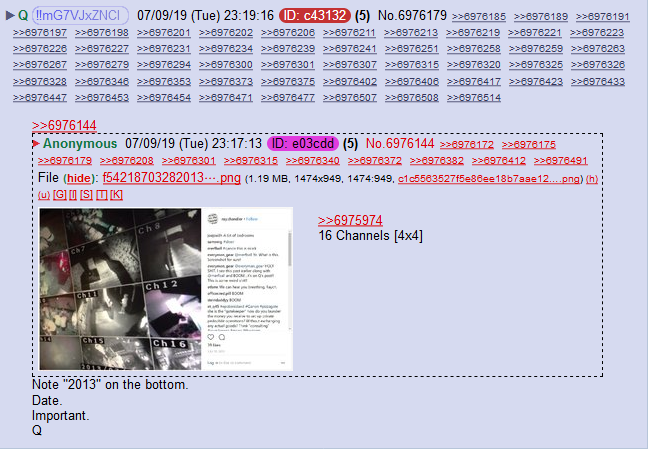 Q !!mG7VJxZNCI 07/09/19 (Tue) 23:19:16 ID: c43132 (5) No.6976179 >>6976185 >>6976189 >>6976191
>>6976197 >>6976198 >>6976201 >>6976202 >>6976206 >>6976211 >>6976213 >>6976219 >>6976221 >>6976223
>>6976226 >>6976227 >>6976231 >>6976234 >>6976239 >>6976241 >>6976251 >>6976258 >>6976259 >>6976263
>>6976267 >>6976279 >>6976294 >>6976300 >>6976301 >>6976307 >>6976315 >>6976320 >>6976325 >>6976326
>>6976328 >>6976346 >>6976353 >>6976373 >>6976375 >>6976402 >>6976406 >>6976417 >>6976423 >>6976433
>>6976447 >>6976453 >>6976454 >>6976471 >>6976477 >>6976507 >>6976508 >>6976514
>>6976144
Anonymous 07/09/19 (Tue) 23:17:13 ID: e03cdd (5) No.6976144 >>6976172 >>6976175
>>6976179 >>6976208 >>6976301 >>6976315 >>6976340 >>6976372 >>6976382 >>6976412 >>6976491
File (hide): f54218703282013⋯.png (1.19 MB, 1474x949, 1474:949, c1c5563527f5e86ee18b7aae12….png) (h)
(u) [G] [I] [S] [T] [K]
>>6975974
16 Channels [4x4]
Ch7
Ch8
Ch11
Ch12
Ch15
Ch16
Note "2013" on the bottom.
Date.
Important.
Q